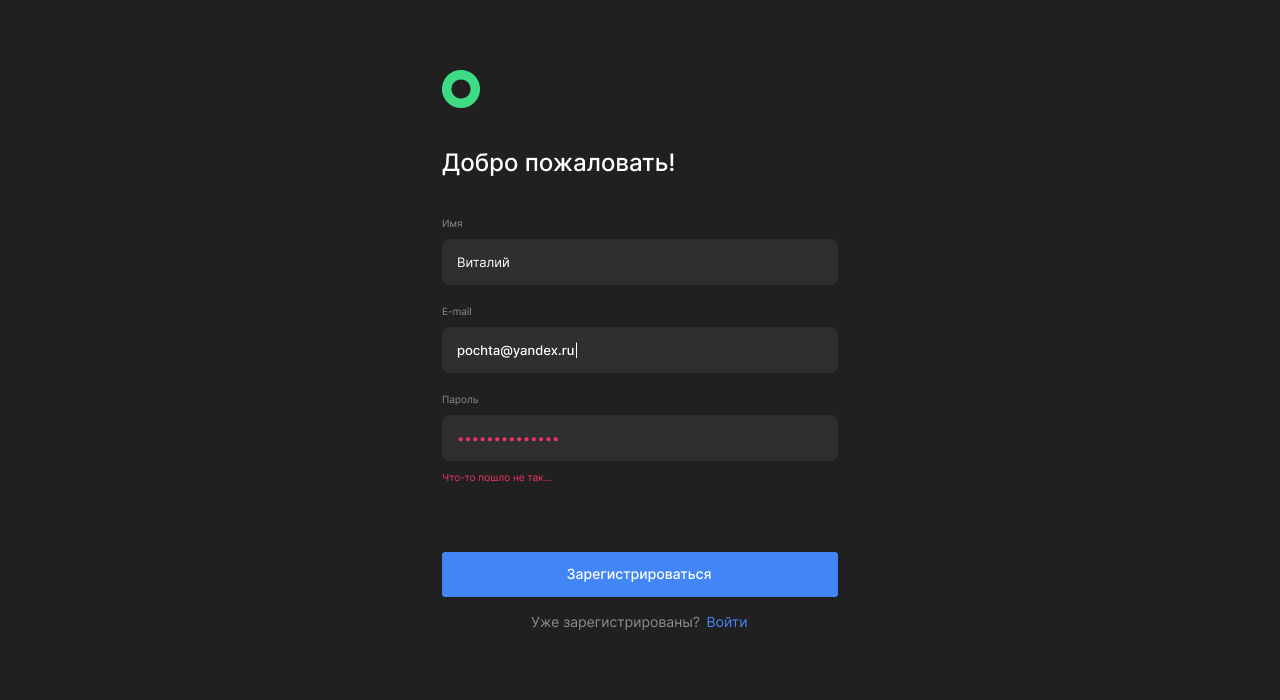 Добро пожаловать!
Имя
Виталий
E-mail
pochta@yandex.ru
Пароль
••••••••••••••
Что-то пошло не так...
Зарегистрироваться
Уже зарегистрированы? Войти